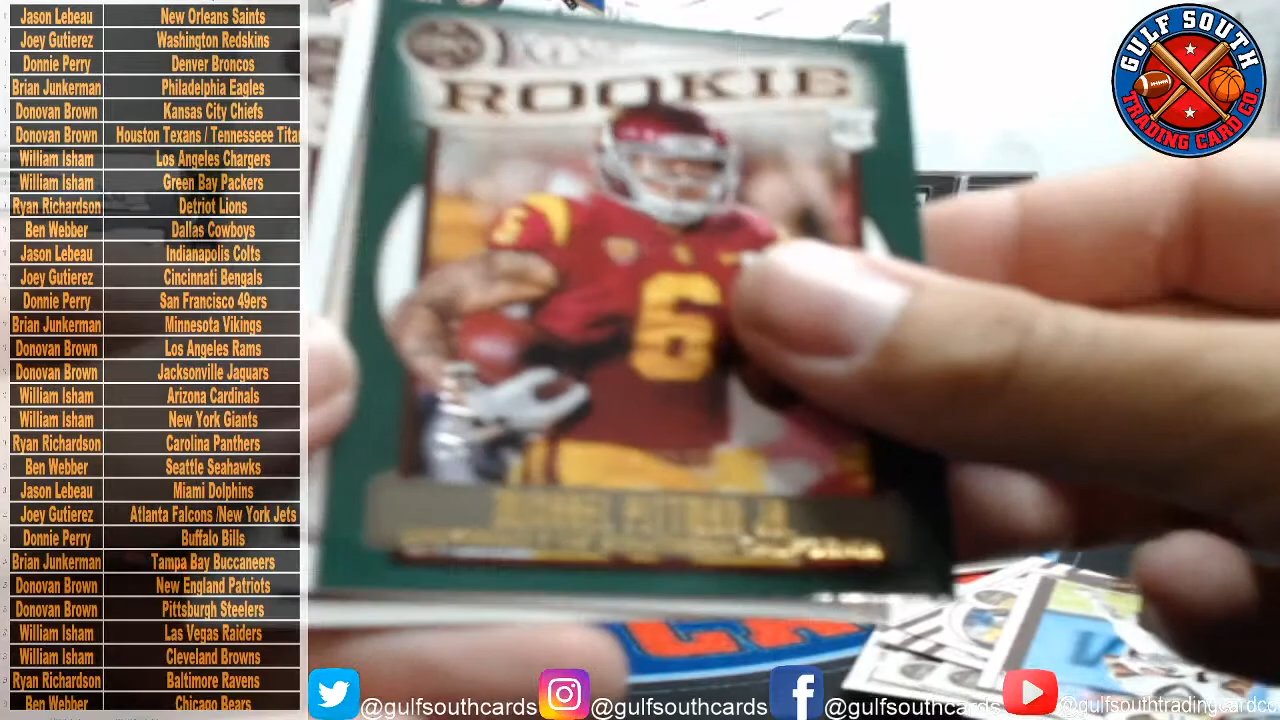 Jason Lebeau New Orleans Saints
Joey Gutierez Washington Redskins
Donnie Perry Denver Broncos
Brian Junkerman Philadelphia Eagles
Donovan Brown Kansas City Chiefs
Donovan Brown Houston Texans / Tennesseee Tita
William Isham Los Angeles Chargers
William Isham Green Bay Packers
Ryan Richardson Detriot Lions
Ben Webber Dallas Cowboys
Jason Lebeau Indianapolis Colts
Joey Gutierez Cincinnati Bengals
Donnie Perry San Francisco 49ers
Brian Junkerman Minnesota Vikings
Donovan Brown Los Angeles Rams
Donovan Brown Jacksonville Jaguars
William Isham Arizona Cardinals
William Isham New York Giants
Ryan Richardson Carolina Panthers
Ben Webber Seattle Seahawks
Jason Lebeau Miami Dolphins
Joey Gutierez Atlanta Falcons /New York Jets
Donnie Perry Buffalo Bills
Brian Junkerman Tampa Bay Buccaneers
Donovan Brown New England Patriots
Donovan Brown Pittsburgh Steelers
William Isham Las Vegas Raiders
William Isham Cleveland Browns
Ryan Richardson Baltimore Ravens
Ben Webber Chicago Bears
ROOKIE
6
6
GULF SOUTH
TRADING CARD CO.
@gulfsouthcards @gulfsouthcards @gulfsouthcards @gulfsouthtradingcardco